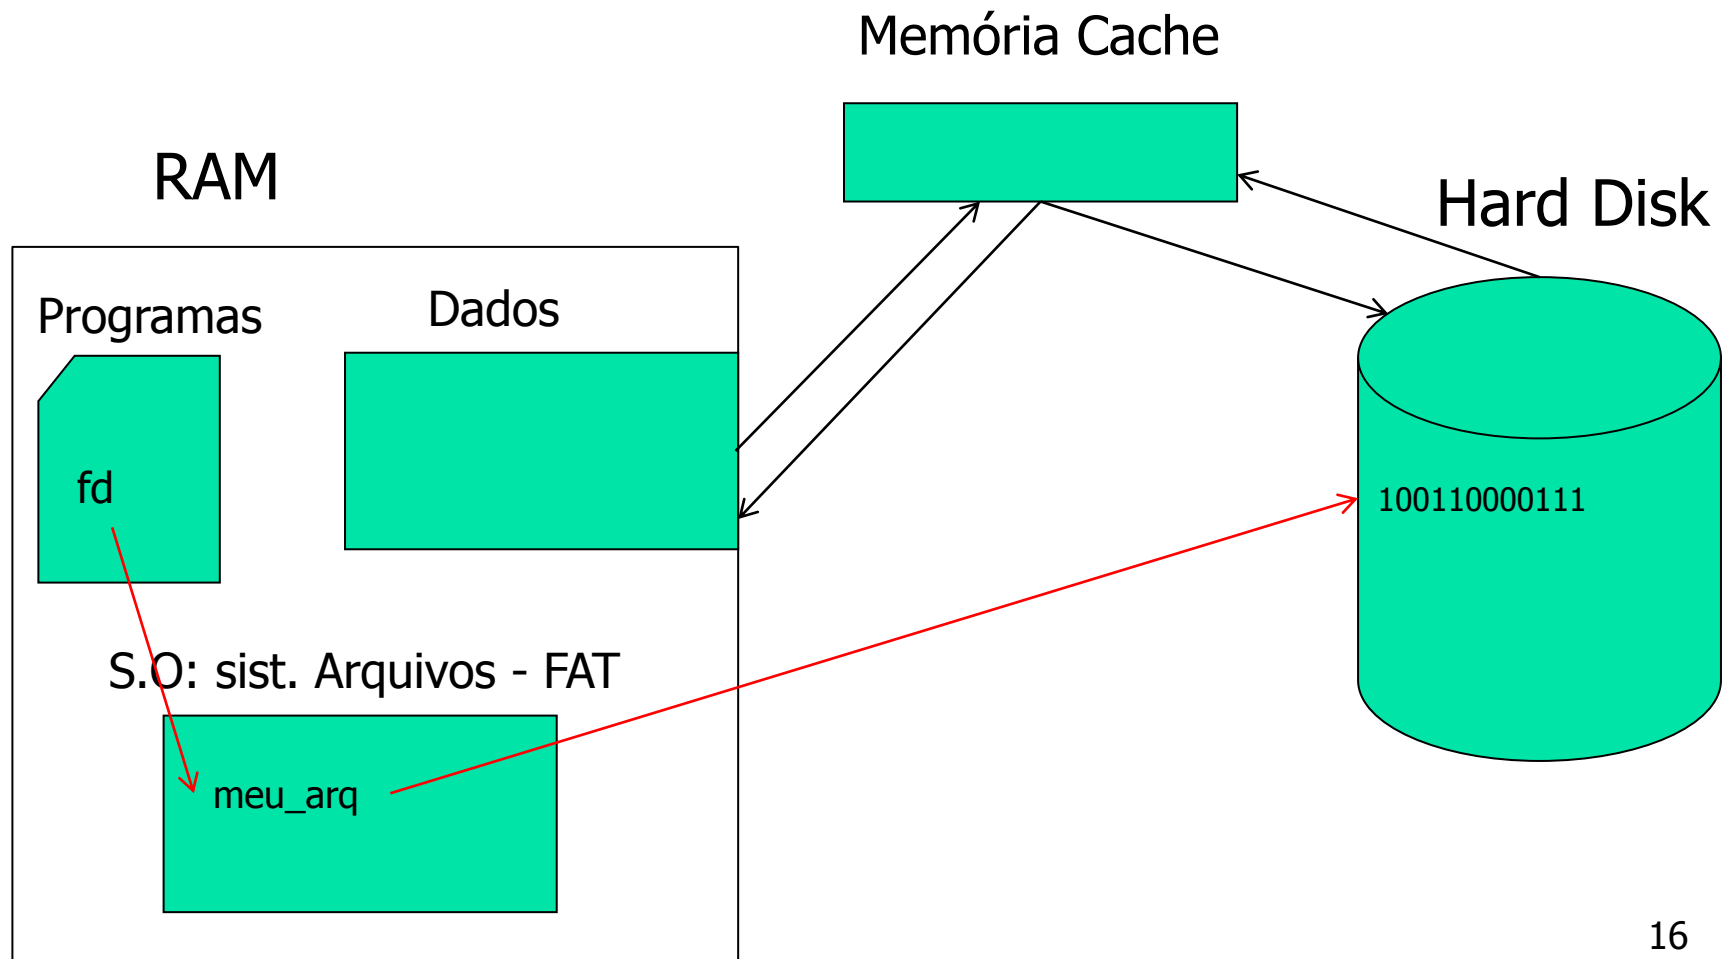 Memória Cache
RAM
Hard Disk
Programas
Dados
fd
100110000111
S.O: sist. Arquivos - FAT
meu_arq
16